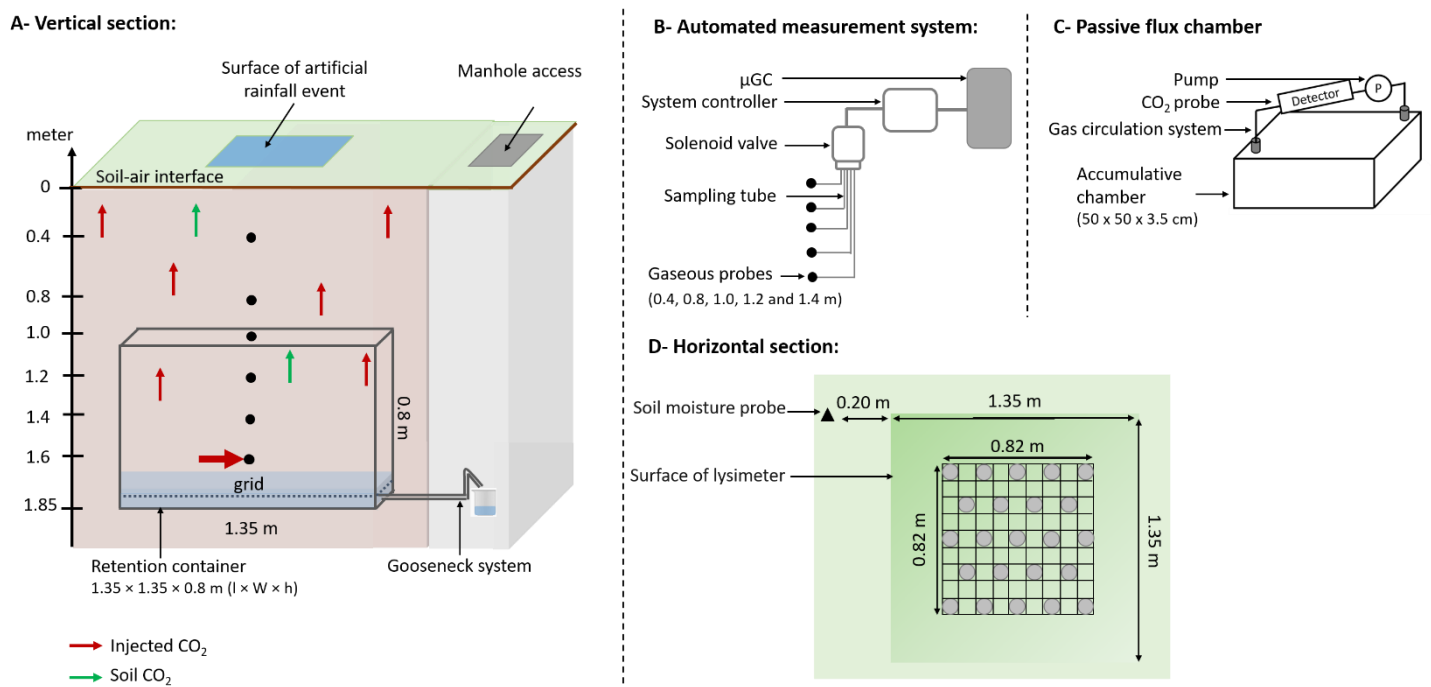 A- Vertical section:
Surface of artificial
rainfall event
Manhole access
meter
Soil-air interface
0
0.4
0.8
1.0
1.2
1.4
1.6
1.85
0.8 m
grid
1.35 m
Retention container
1.35 × 1.35 × 0.8 m (l × W × h)
Gooseneck system
Injected CO₂
Soil CO₂
B- Automated measurement system:
µGC
System controller
Solenoid valve
Sampling tube
Gaseous probes
(0.4, 0.8, 1.0, 1.2 and 1.4 m)
C- Passive flux chamber
Pump
P
CO₂ probe
Detector
Gas circulation system
Accumulative
chamber
(50 x 50 x 3.5 cm)
D- Horizontal section:
Soil moisture probe
0.20 m
1.35 m
0.82 m
Surface of lysimeter
0.82 m
1.35 m